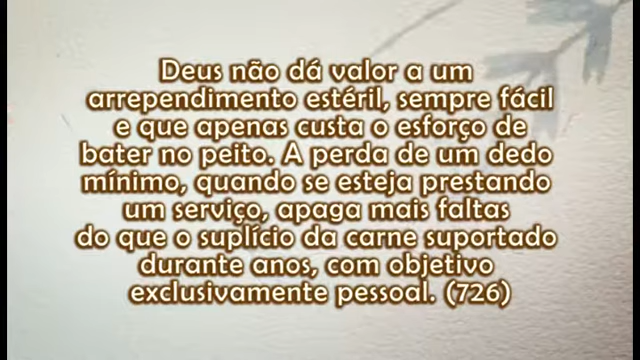 Deus não dá valor a um
arrependimento estéril, sempre fácil
e que apenas custa o esforço de
bater no peito. A perda de um dedo
mínimo, quando se esteja prestando
um serviço, apaga mais faltas
do que o suplício da carne suportado
durante anos, com objetivo
exclusivamente pessoal. (726)